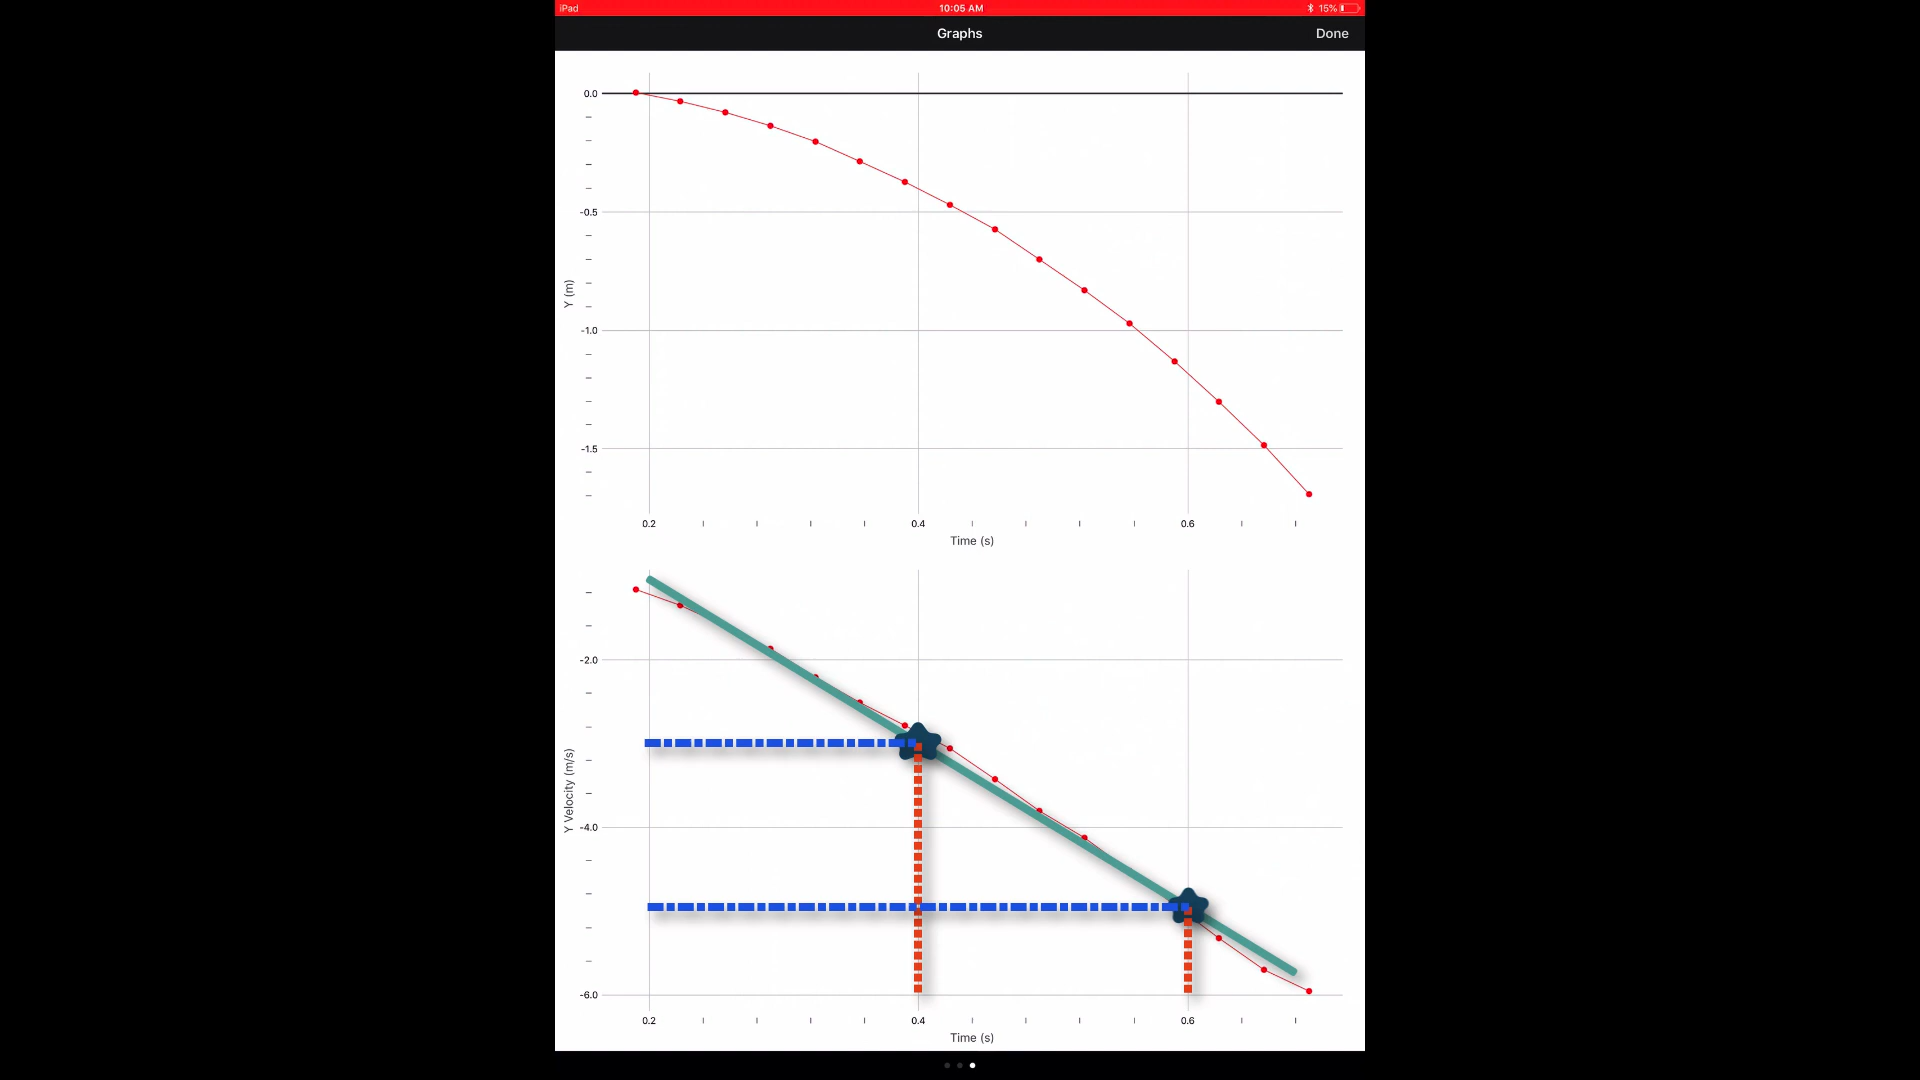 iPad 10:05 AM 15%
Graphs Done
0.0
-0.5
Y (m)
-1.0
-1.5
0.2 0.4 0.6
Time (s)
-2.0
Y Velocity (m/s)
-4.0
-6.0
0.2 0.4 0.6
Time (s)